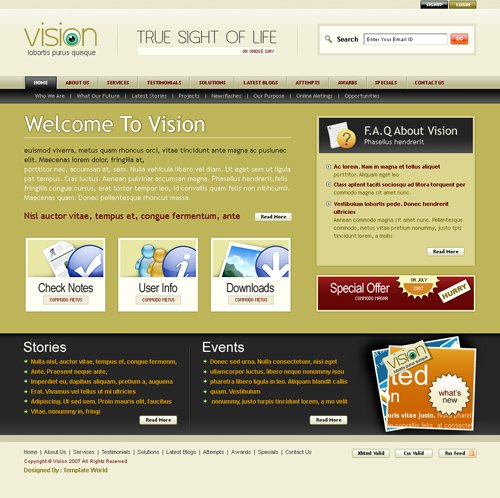 SIGNUP
LOGIN
vision
lobortis purus quisque
TRUE SIGHT OF LIFE
ON UNIQUE WAY
Search
Enter Your Email ID
GO
HOME
ABOUT US
SERVICES
TESTIMONIALS
SOLUTIONS
LATEST BLOGS
ATTEMPTS
AWARDS
SPECIALS
CONTACT US
Who We Are | What Our Future | Latest Stories | Projects | Newsflashes | Our Purpose | Online Metings | Opportunities
Welcome To Vision
euismod viverra, metus quam rhoncus orci, vitae tincidunt ante magna ac puslunec
elit. Maecenas lorem dolor, fringilla at,
porttitor nec, accumsan at, sem. Nulla vehicula libero vel diam. Ut eget sem ut ligula
pat tempus. Cras luctus. Aenean pulvinar accumsan magna. Phasellus hendrerit, felis
fringilla congue cursus, erat tortor tempor leo, id convallis quam felis non nibhcumli.
Maecenas quam. Donec pellentesque rhoncus massa.
Nisl auctor vitae, tempus et, congue fermentum, ante
Read More
Check Notes
COMMODO METUS
User Info
COMMODO METUS
Downloads
COMMODO METUS
F.A.Q About Vision
Phasellus hendrerit
Ac lorem. Nam in magna et tellus aliquet
porttitor. Aliquam eget leo
Class aptent taciti sociosqu ad litora torquent per
commodo magna sit amet nunc.
Vestibulum lobortis pede. Donec hendrerit
ultricies
Aenean commodo magna sit amet nunc. Pellentesque
commodo, metus vitae pretium nonummy, justo tpis
tincidunt lorem, a mollis
Read More
Special Offer
COMMODO MAGNA
ON JULY
2007
HURRY
Stories
Nulla nisl, auctor vitae, tempus et, congue fermenm,
Ante. Praesent neque ante,
Imperdiet eu, dapibus aliquam, pretium a, auguena
Erat. Vivamus vel tellus ut mi ultricies
Adipiscing. Ut sed sem. Proin mauris elit, faucibus
Vitae, nonummy in, fringi
Read More
Events
Donec sed urna. Nulla consectetuer, nisi eget
ullamcorper luctus, libero neque nonummy iseu
pharetra libero ligula in leo. Aliquam blandit callis
quam. Vestibulum
nonummy, justo turpis tincidunt lorem, a mo velit
Read More
vision
what's
new
Home | About Us | Services | Testimonials | Solutions | Latest Blogs | Attempts | Awards | Specials | Contact Us
Copyright © Vision 2007 All Rights Reserved
Designed By : Template World
Xhtml Valid
Css Valid
Rss Feed